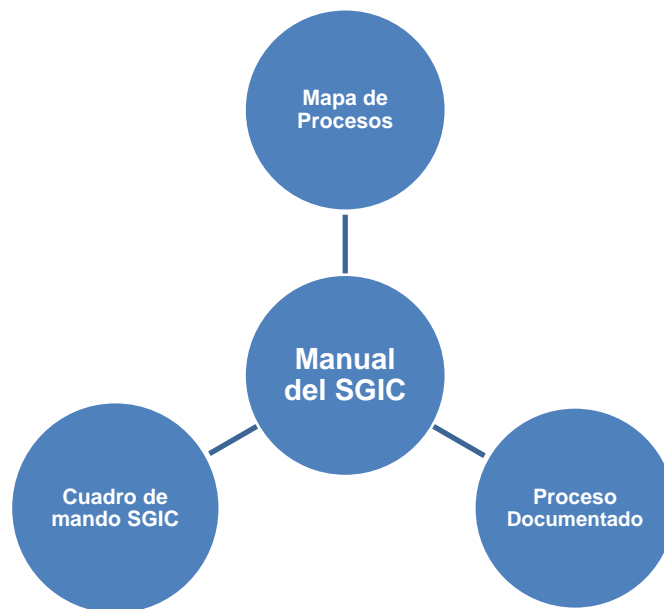 Mapa de
Procesos
Manual
del SGIC
Cuadro de
mando SGIC
Proceso
Documentado